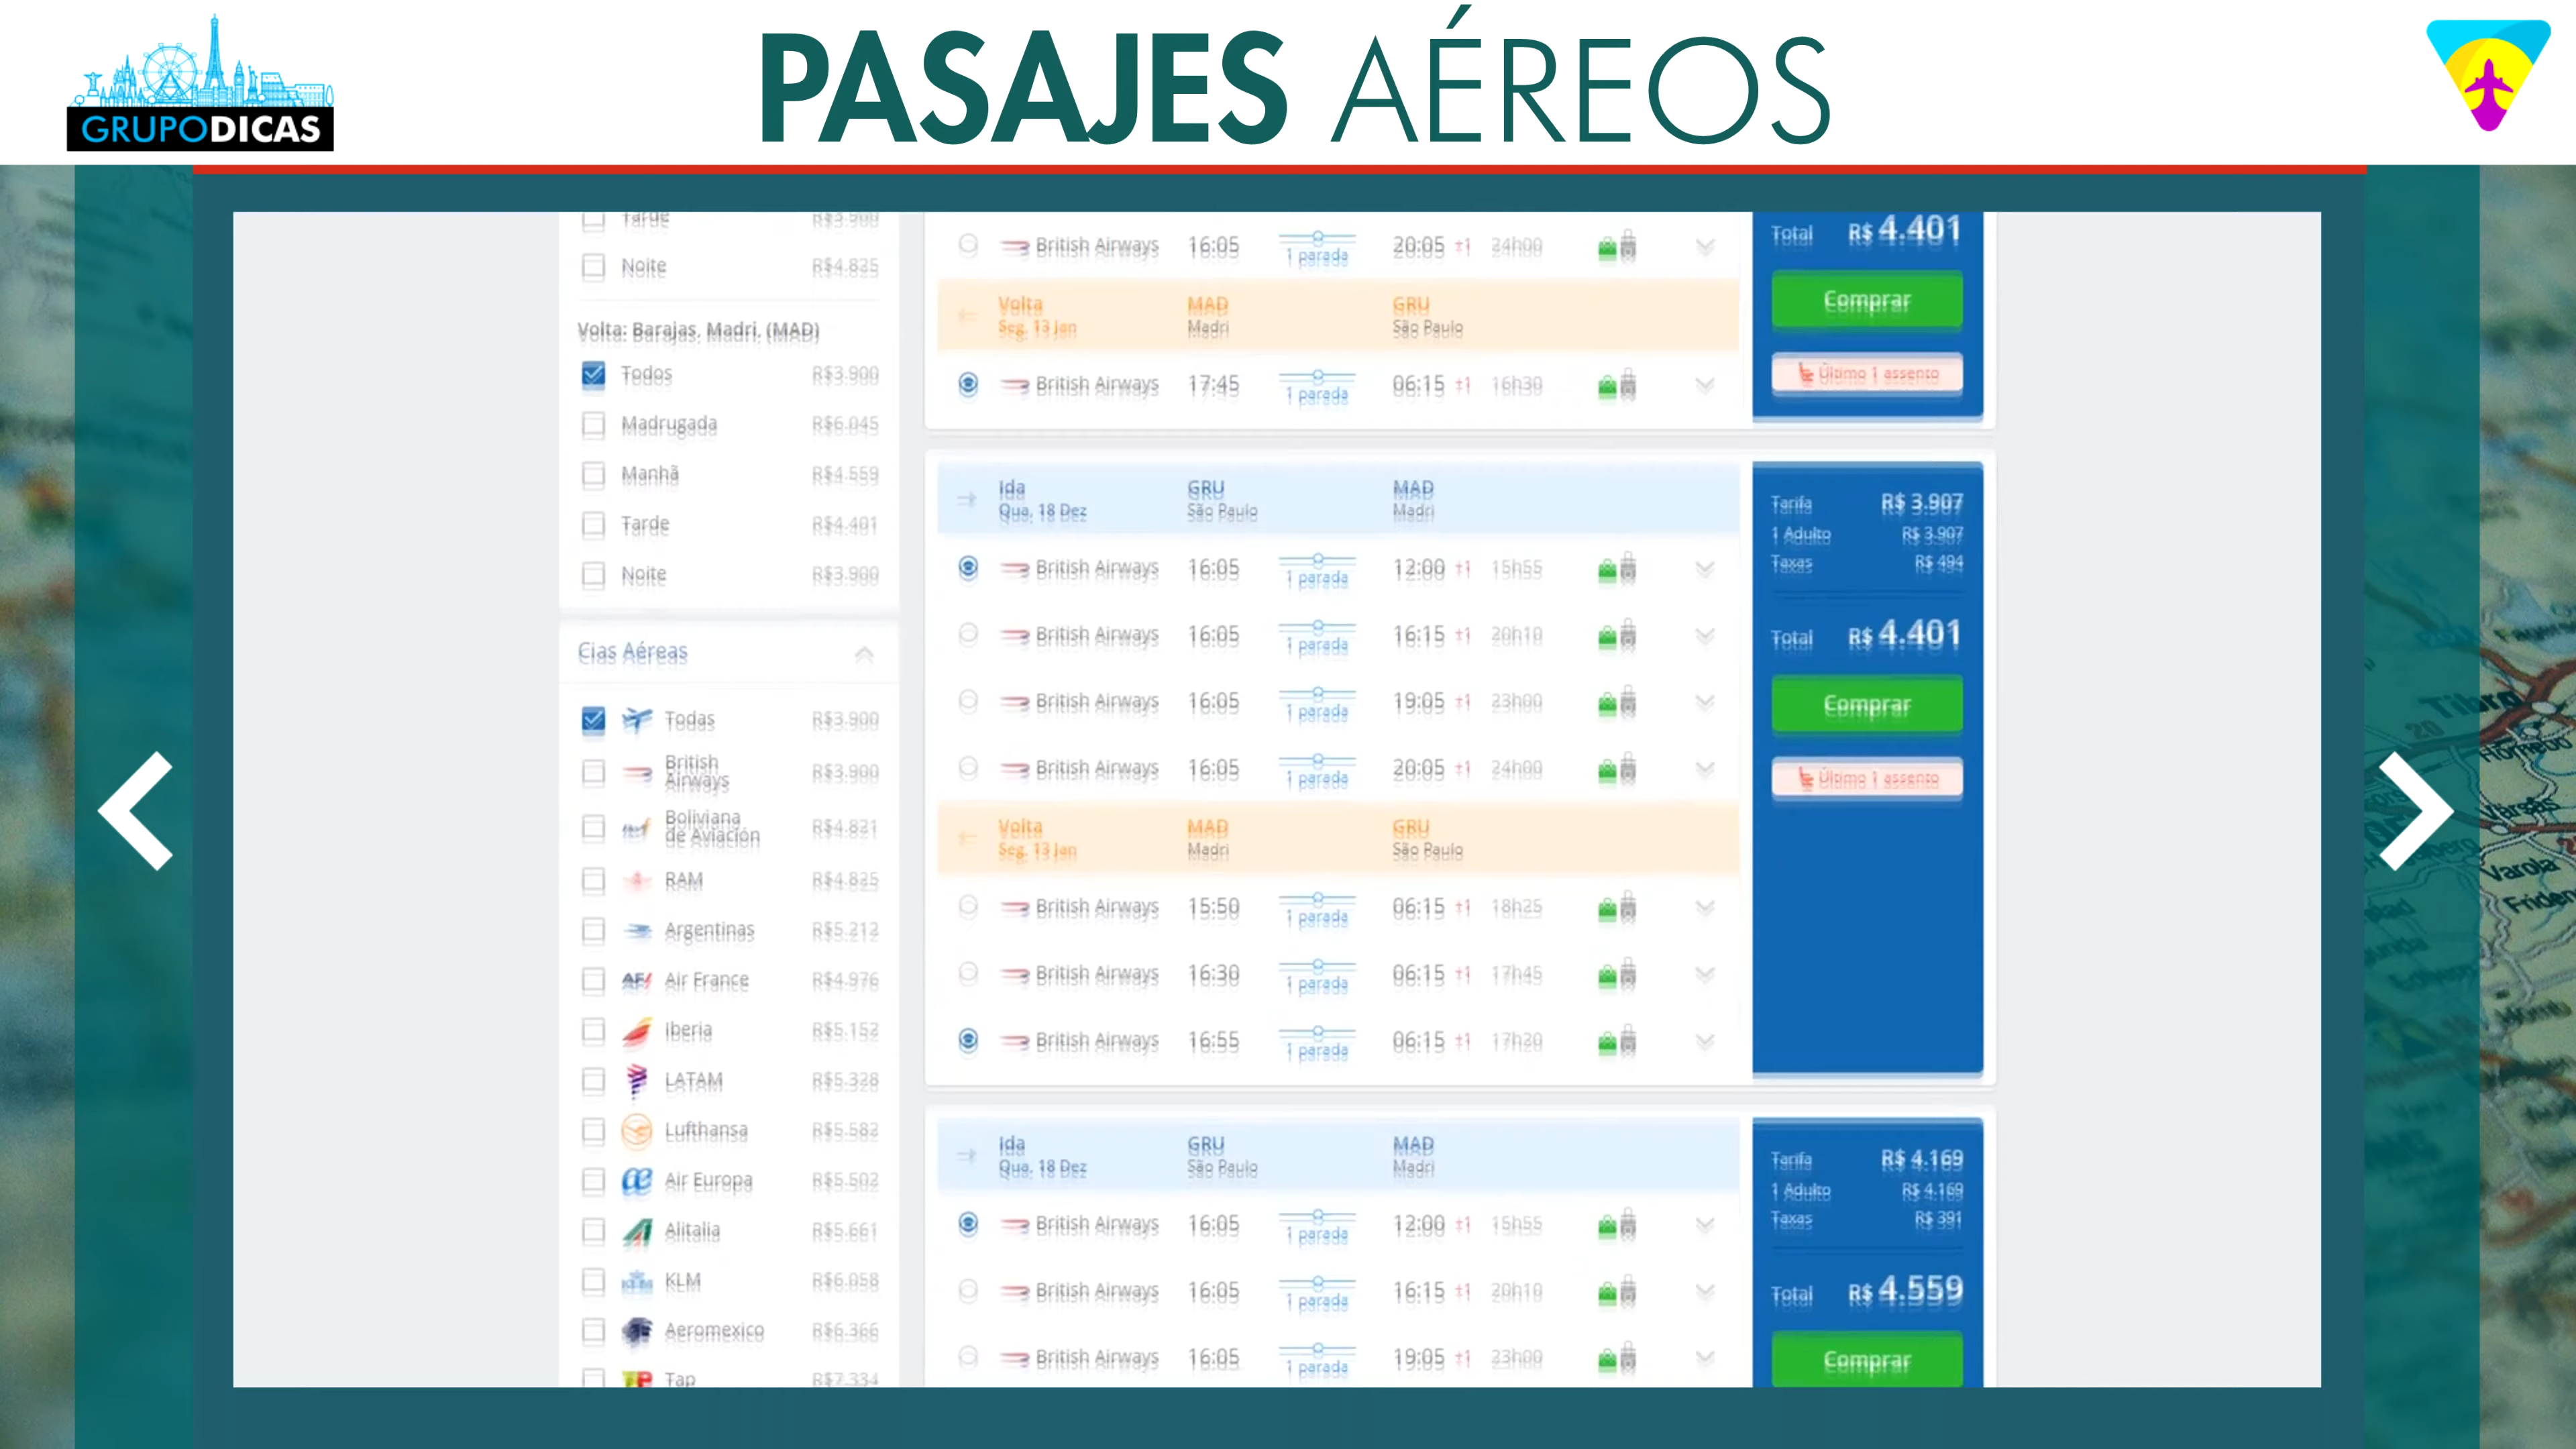 PASAJES AÉREOS
GRUPODICAS
Tarde R$3.500
Noite R$4.825
Volta: Barajas, Madri, (MAD)
Todos R$3.900
Madrugada R$6.045
Manhã R$4.559
Tarde R$4.401
Noite R$3.900
Cias Aéreas
Todas R$3.900
British
Airways R$3.900
Boliviana
de Aviación R$4.821
RAM R$4.825
Argentinas R$5.212
AF Air France R$4.976
Iberia R$5.152
LATAM R$5.328
Lufthansa R$5.582
Air Europa R$5.502
Alitalia R$5.661
KLM R$6.058
Aeromexico R$6.366
TP Tap R$7.334
British Airways 16:05 1 parada 20:05 +1 24h00
Volta MAD GRU
Seg, 13 Jan Madri São Paulo
British Airways 17:45 1 parada 06:15 +1 16h30
Total R$ 4.401
Comprar
Último 1 assento
Ida GRU MAD
Qua, 18 Dez São Paulo Madri
British Airways 16:05 1 parada 12:00 +1 15h55
British Airways 16:05 1 parada 16:15 +1 20h10
British Airways 16:05 1 parada 19:05 +1 23h00
British Airways 16:05 1 parada 20:05 +1 24h00
Volta MAD GRU
Seg, 13 Jan Madri São Paulo
British Airways 15:50 1 parada 06:15 +1 18h25
British Airways 16:30 1 parada 06:15 +1 17h45
British Airways 16:55 1 parada 06:15 +1 17h20
Tarifa R$ 3.907
1 Adulto R$ 3.907
Taxas R$ 494
Total R$ 4.401
Comprar
Último 1 assento
Ida GRU MAD
Qua, 18 Dez São Paulo Madri
British Airways 16:05 1 parada 12:00 +1 15h55
British Airways 16:05 1 parada 16:15 +1 20h10
British Airways 16:05 1 parada 19:05 +1 23h00
Tarifa R$ 4.169
1 Adulto R$ 4.169
Taxas R$ 391
Total R$ 4.559
Comprar
20
Varola